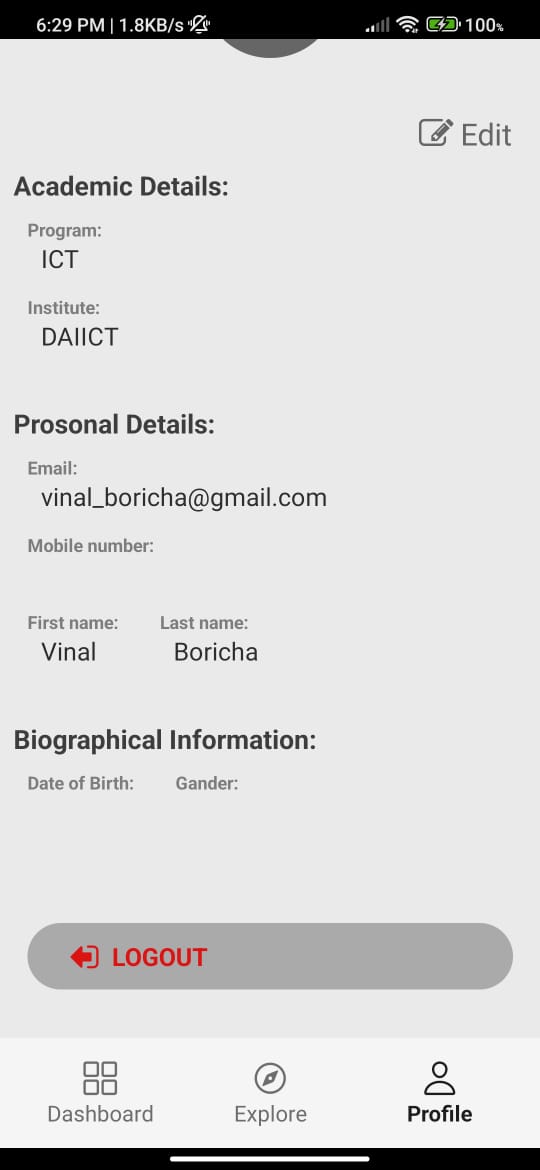 6:29 PM | 1.8KB/s
100%
Edit
Academic Details:
Program:
ICT
Institute:
DAIICT
Prosonal Details:
Email:
vinal_boricha@gmail.com
Mobile number:
First name: Last name:
Vinal Boricha
Biographical Information:
Date of Birth: Gander:
LOGOUT
Dashboard Explore Profile